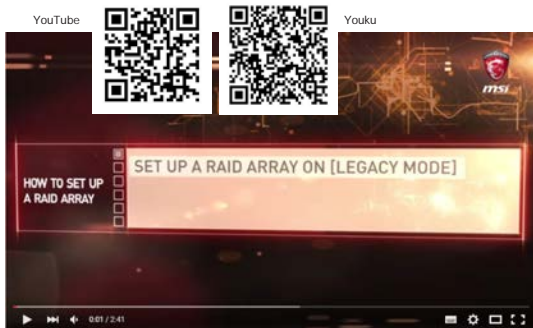 YouTube
Youku
msi
SET UP A RAID ARRAY ON [LEGACY MODE]
HOW TO SET UP
A RAID ARRAY
0:01 / 2:41